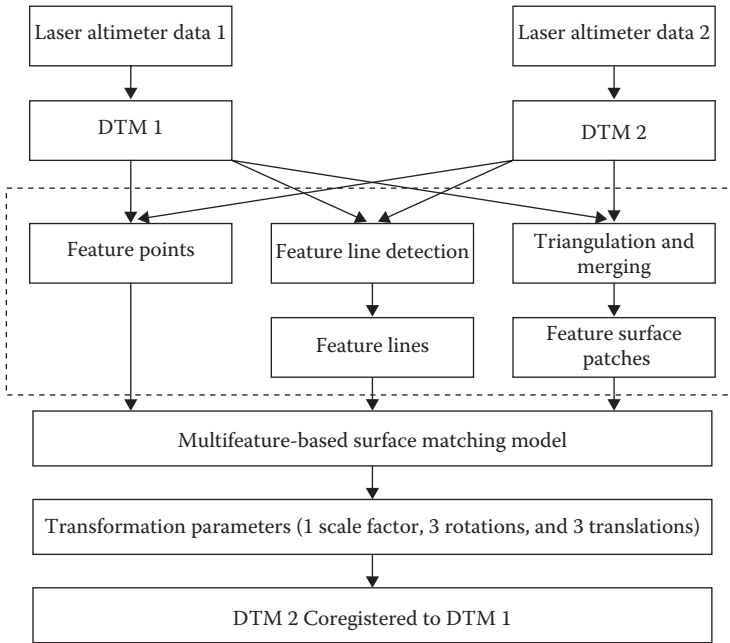 Laser altimeter data 1
Laser altimeter data 2
DTM 1
DTM 2
Feature points
Feature line detection
Triangulation and
merging
Feature lines
Feature surface
patches
Multifeature-based surface matching model
Transformation parameters (1 scale factor, 3 rotations, and 3 translations)
DTM 2 Coregistered to DTM 1